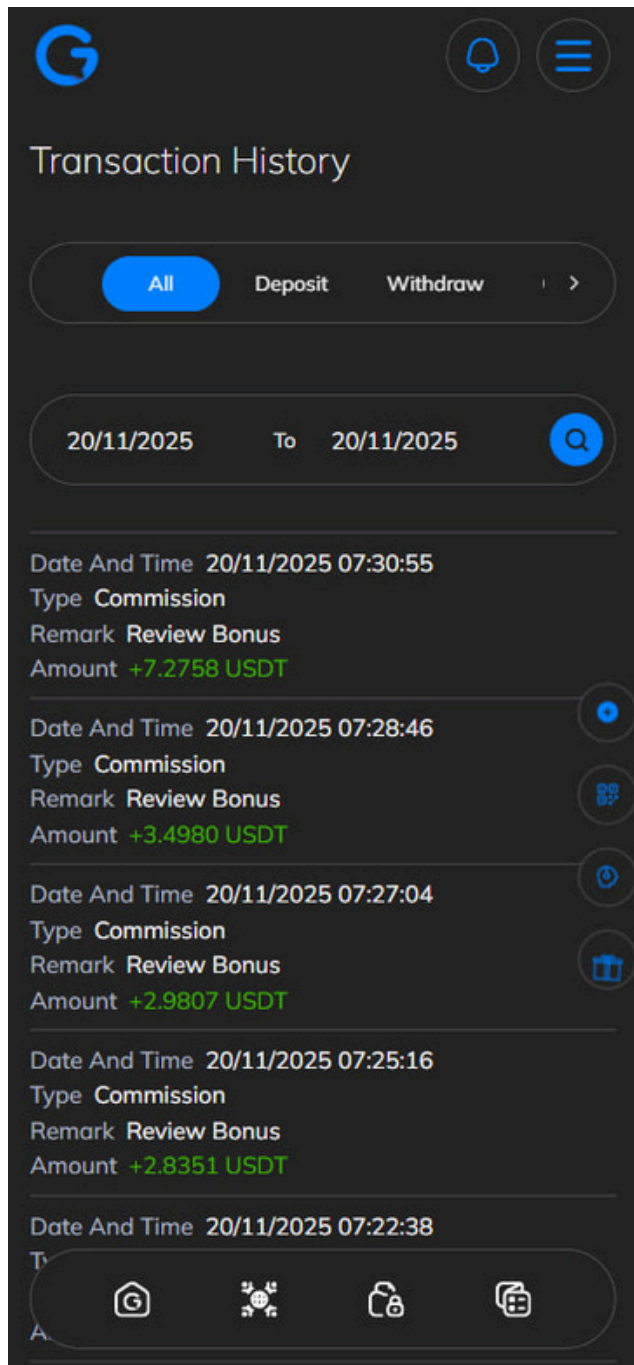 G
Transaction History
All Deposit Withdraw
20/11/2025 To 20/11/2025
Date And Time 20/11/2025 07:30:55
Type Commission
Remark Review Bonus
Amount +7.2758 USDT
Date And Time 20/11/2025 07:28:46
Type Commission
Remark Review Bonus
Amount +3.4980 USDT
Date And Time 20/11/2025 07:27:04
Type Commission
Remark Review Bonus
Amount +2.9807 USDT
Date And Time 20/11/2025 07:25:16
Type Commission
Remark Review Bonus
Amount +2.8351 USDT
Date And Time 20/11/2025 07:22:38
G